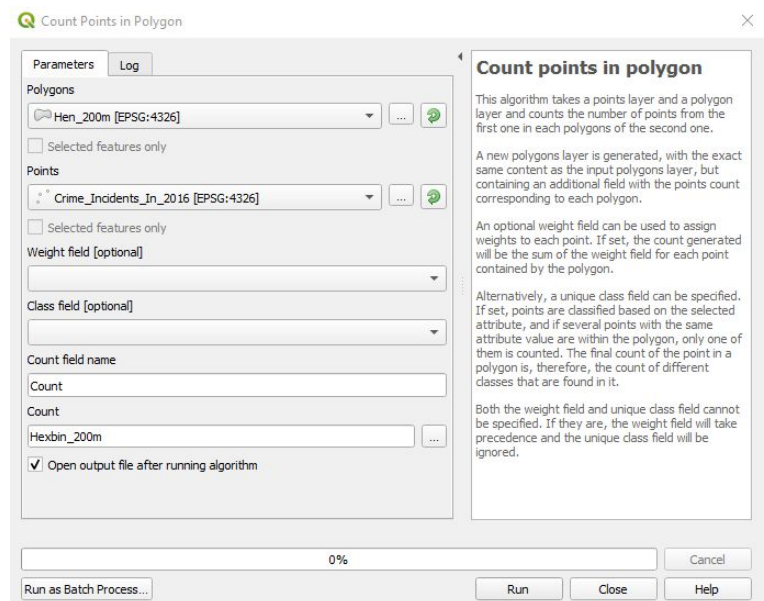 Count Points in Polygon
Parameters
Log
Polygons
Hen_200m [EPSG:4326]
...
Selected features only
Points
Crime_Incidents_In_2016 [EPSG:4326]
...
Selected features only
Weight field [optional]
Class field [optional]
Count field name
Count
Count
Hexbin_200m
...
Open output file after running algorithm
Count points in polygon
This algorithm takes a points layer and a polygon
layer and counts the number of points from the
first one in each polygons of the second one.
A new polygons layer is generated, with the exact
same content as the input polygons layer, but
containing an additional field with the points count
corresponding to each polygon.
An optional weight field can be used to assign
weights to each point. If set, the count generated
will be the sum of the weight field for each point
contained by the polygon.
Alternatively, a unique class field can be specified.
If set, points are classified based on the selected
attribute, and if several points with the same
attribute value are within the polygon, only one of
them is counted. The final count of the point in a
polygon is, therefore, the count of different
classes that are found in it.
Both the weight field and unique class field cannot
be specified. If they are, the weight field will take
precedence and the unique class field will be
ignored.
0%
Cancel
Run as Batch Process...
Run
Close
Help